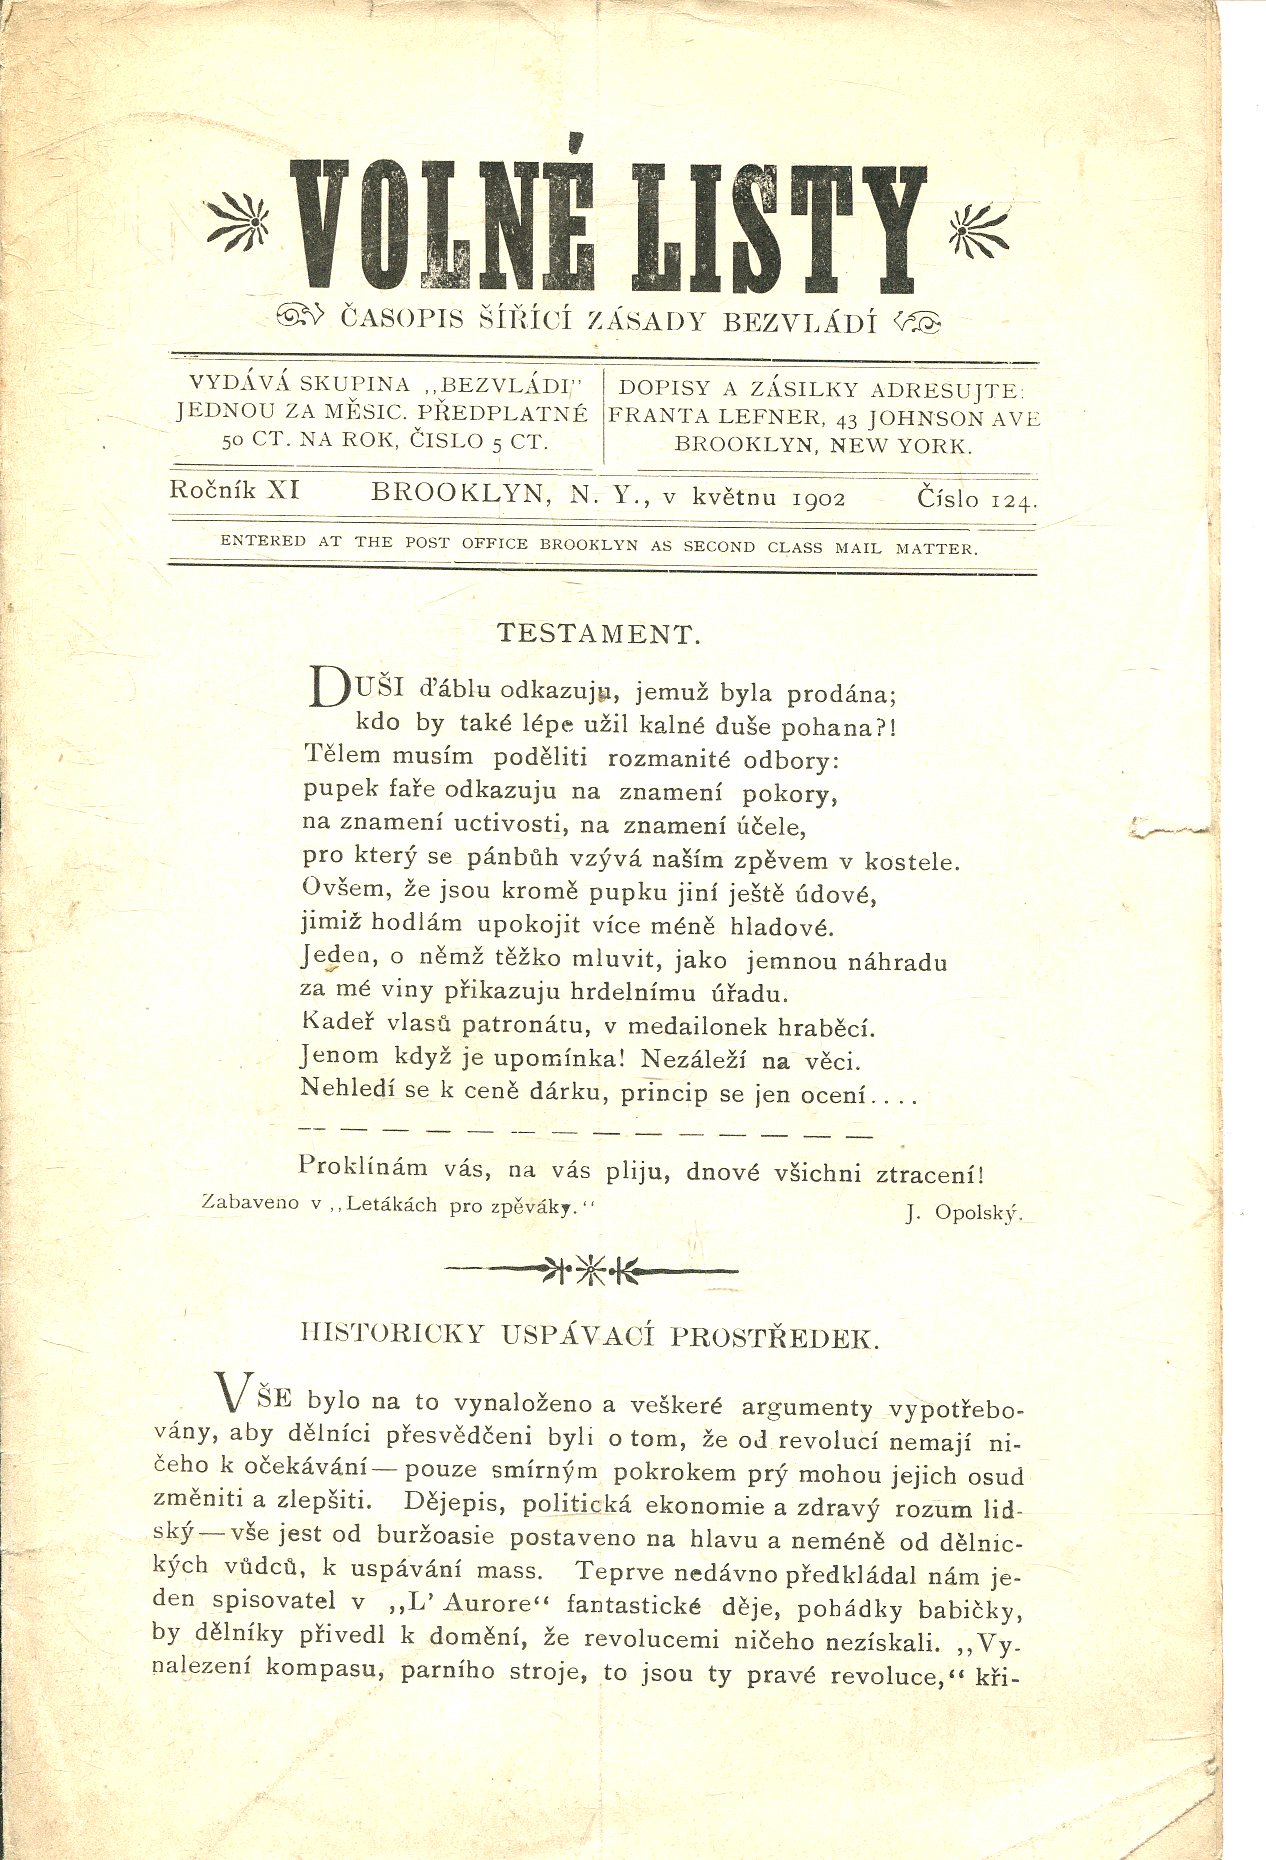 VOLNÉ LISTY
ČASOPIS ŠÍŘÍCÍ ZÁSADY BEZVLÁDÍ
VYDÁVÁ SKUPINA ,,BEZVLÁDI"
JEDNOU ZA MĚSIC. PŘEDPLATNÉ
50 CT. NA ROK, ČISLO 5 CT.
DOPISY A ZÁSILKY ADRESUJTE:
FRANTA LEFNER, 43 JOHNSON AVE
BROOKLYN, NEW YORK.
Ročník XI BROOKLYN, N. Y., v květnu 1902 Číslo 124.
ENTERED AT THE POST OFFICE BROOKLYN AS SECOND CLASS MAIL MATTER.
TESTAMENT.
DUŠI ďáblu odkazuju, jemuž byla prodána;
kdo by také lépe užil kalné duše pohana?!
Tělem musím poděliti rozmanité odbory:
pupek faře odkazuju na znamení pokory,
na znamení uctivosti, na znamení účele,
pro který se pánbůh vzývá naším zpěvem v kostele.
Ovšem, že jsou kromě pupku jiní ještě údové,
jimiž hodlám upokojit více méně hladové.
Jeden, o němž těžko mluvit, jako jemnou náhradu
za mé viny přikazuju hrdelnímu úřadu.
Kadeř vlasů patronátu, v medailonek hraběcí.
Jenom když je upomínka! Nezáleží na věci.
Nehledí se k ceně dárku, princip se jen ocení....
— — — — — — — — — — — — — —
Proklínám vás, na vás pliju, dnové všichni ztracení!
Zabaveno v ,,Letákách pro zpěváky.“
J. Opolský.
HISTORICKY USPÁVACÍ PROSTŘEDEK.
VŠE bylo na to vynaloženo a veškeré argumenty vypotřebo-
vány, aby dělníci přesvědčeni byli o tom, že od revolucí nemají ni-
čeho k očekávání—pouze smírným pokrokem prý mohou jejich osud
změniti a zlepšiti. Dějepis, politická ekonomie a zdravý rozum lid-
ský—vše jest od buržoasie postaveno na hlavu a neméně od dělnic-
kých vůdců, k uspávání mass. Teprve nedávno předkládal nám je-
den spisovatel v ,,L' Aurore“ fantastické děje, pohádky babičky,
by dělníky přivedl k domění, že revolucemi ničeho nezískali. ,,Vy-
nalezení kompasu, parního stroje, to jsou ty pravé revoluce,“ kři-